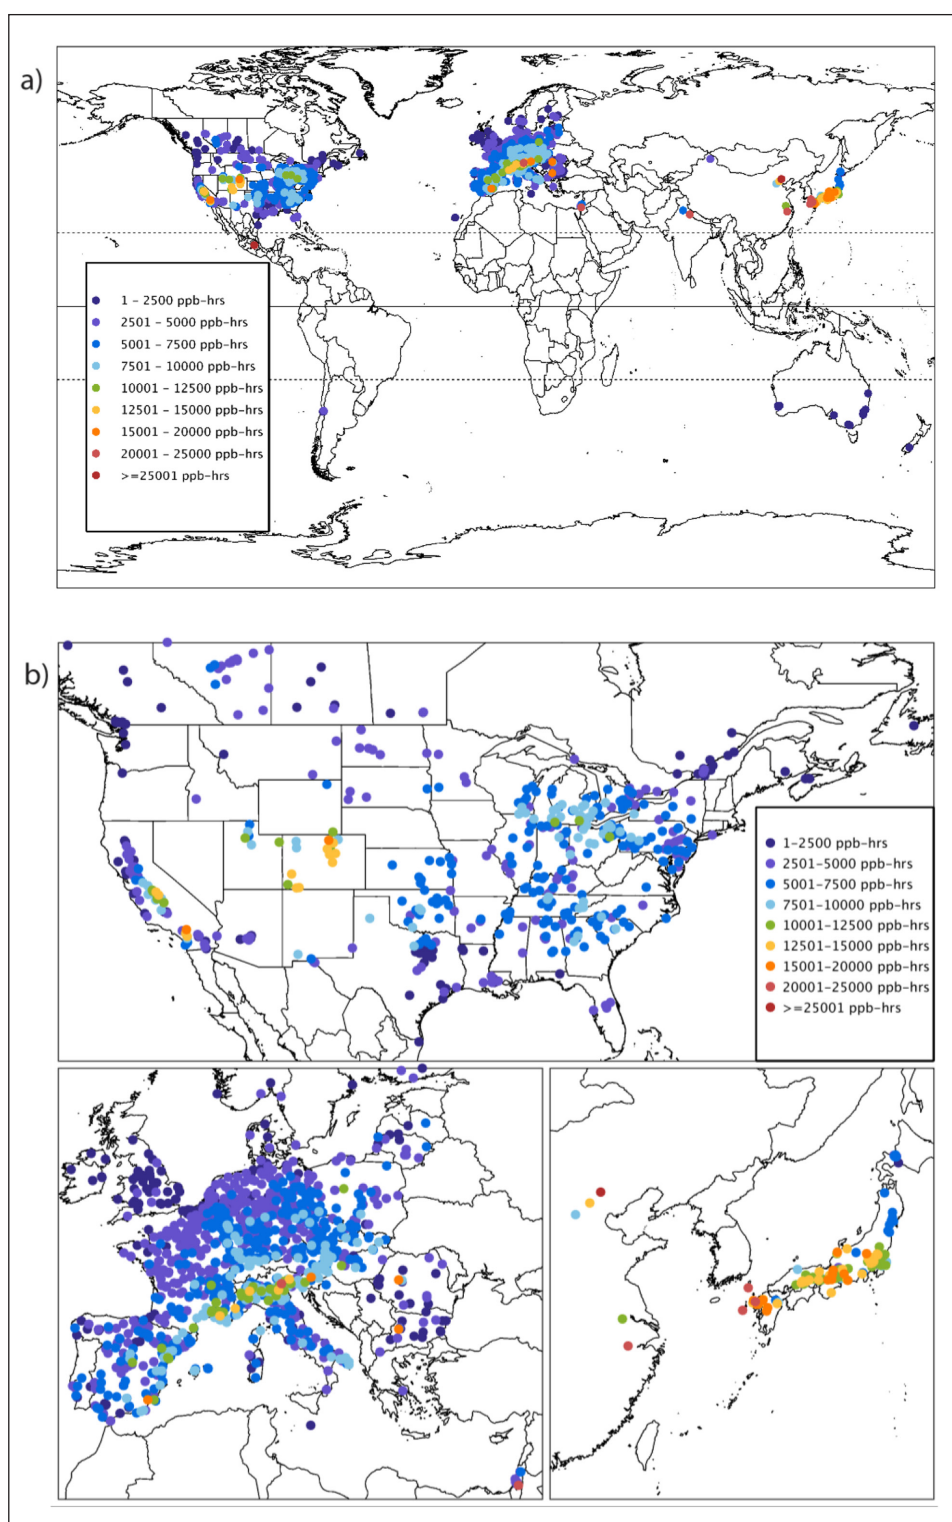 a)
1 – 2500 ppb–hrs
2501 – 5000 ppb–hrs
5001 – 7500 ppb–hrs
7501 – 10000 ppb–hrs
10001 – 12500 ppb–hrs
12501 – 15000 ppb–hrs
15001 – 20000 ppb–hrs
20001 – 25000 ppb–hrs
>=25001 ppb–hrs
b)
1–2500 ppb–hrs
2501–5000 ppb–hrs
5001–7500 ppb–hrs
7501–10000 ppb–hrs
10001–12500 ppb–hrs
12501–15000 ppb–hrs
15001–20000 ppb–hrs
20001–25000 ppb–hrs
>=25001 ppb–hrs